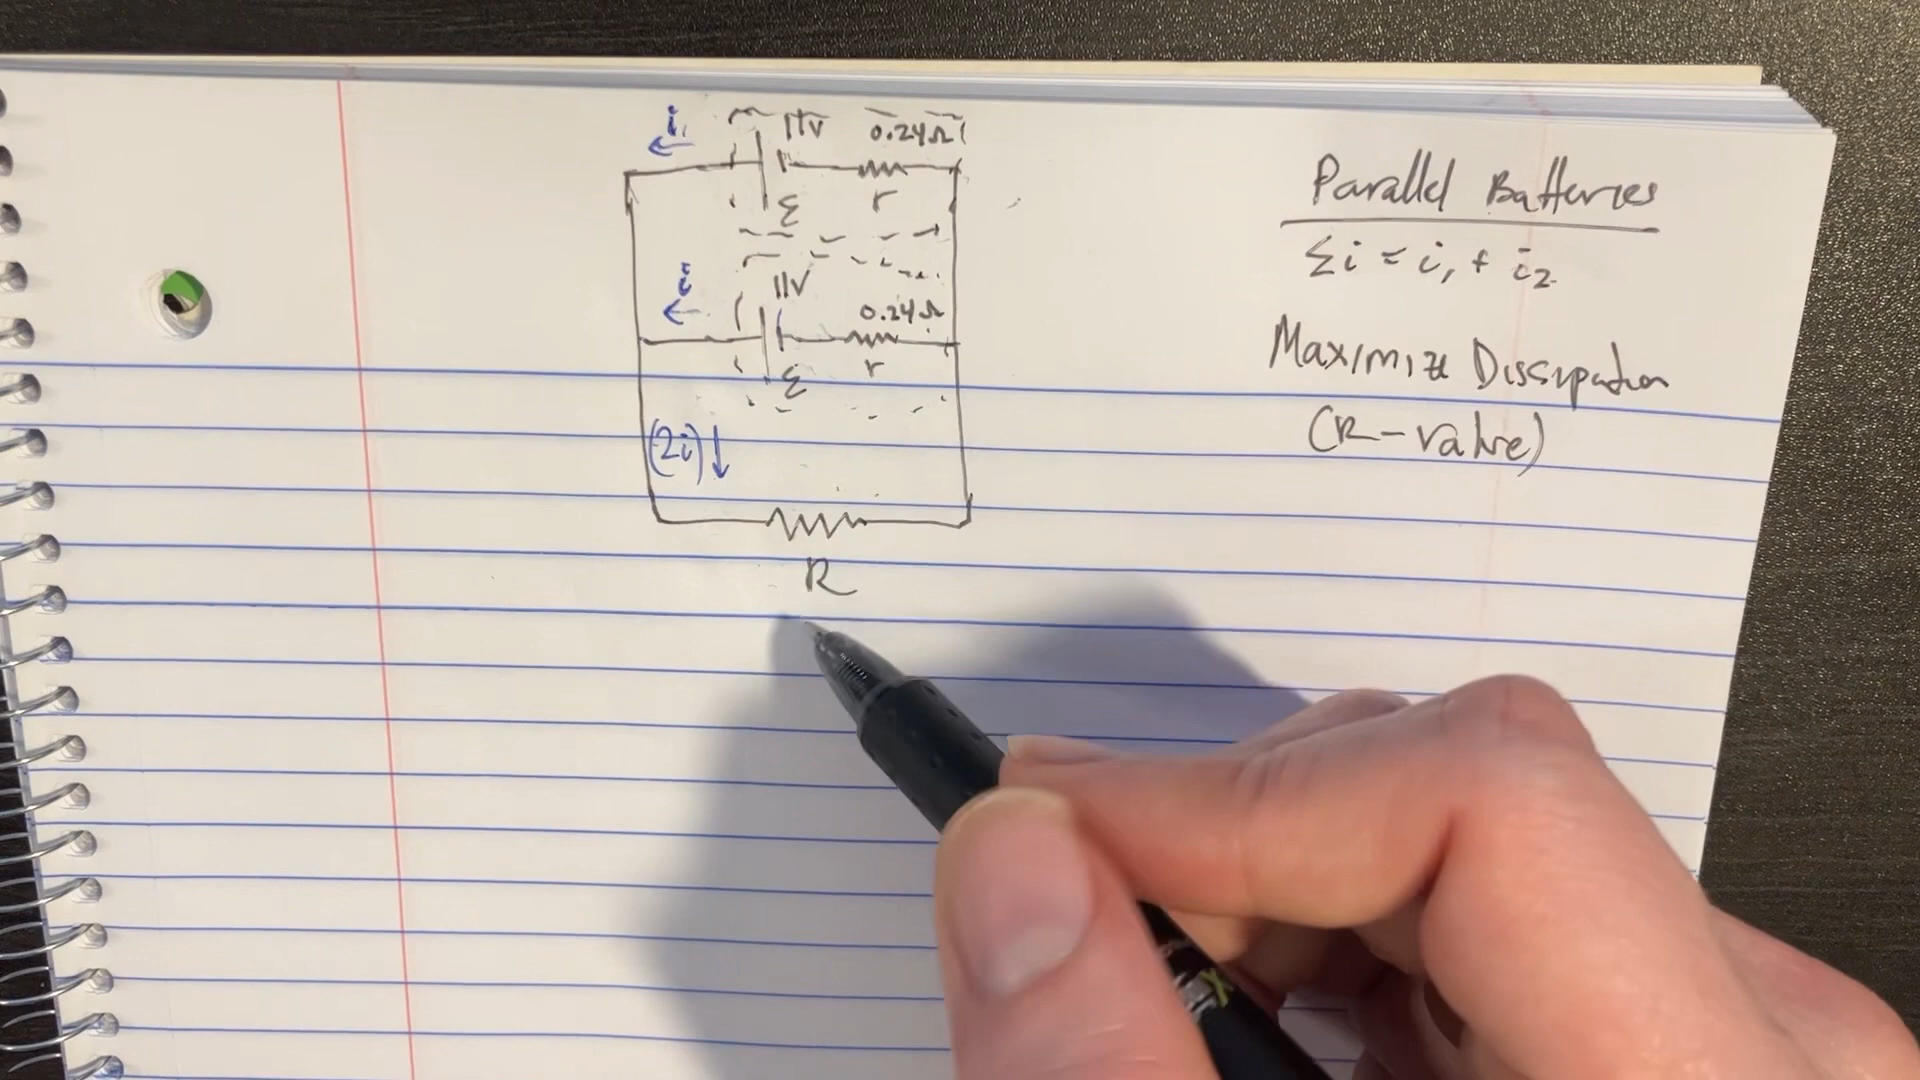 i₁
11V
0.24Ω
Ɛ
r
i
11V
0.24Ω
Ɛ
r
(2i)↓
R
Parallel Batteries
Σi = i₁ + i₂
Maximize Dissipation
(R-value)